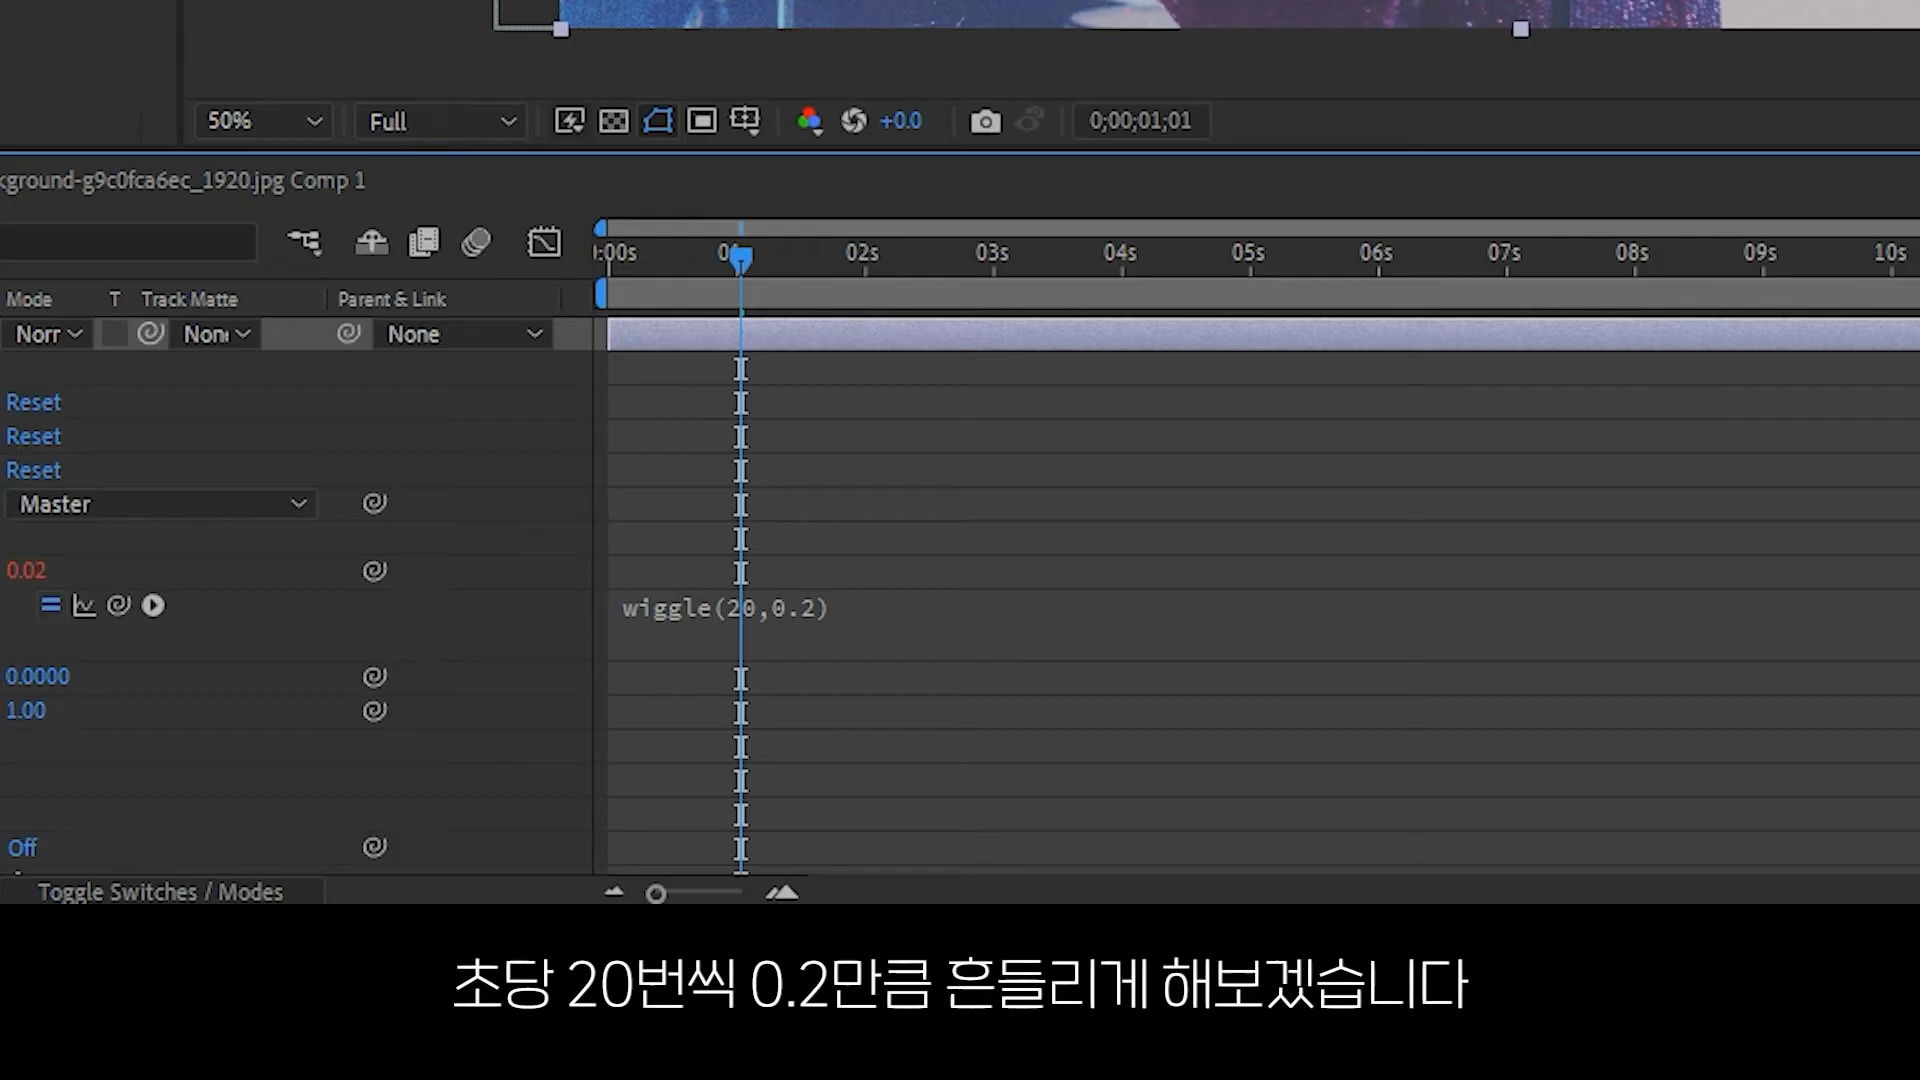 50%
Full
+0.0
0;00;01;01
kground-g9c0fca6ec_1920.jpg Comp 1
:00s 02s 03s 04s 05s 06s 07s 08s 09s 10s
Mode T Track Matte Parent & Link
Norr None None
Reset
Reset
Reset
Master
0.02
wiggle(20,0.2)
0.0000
1.00
Off
Toggle Switches / Modes
초당 20번씩 0.2만큼 흔들리게 해보겠습니다